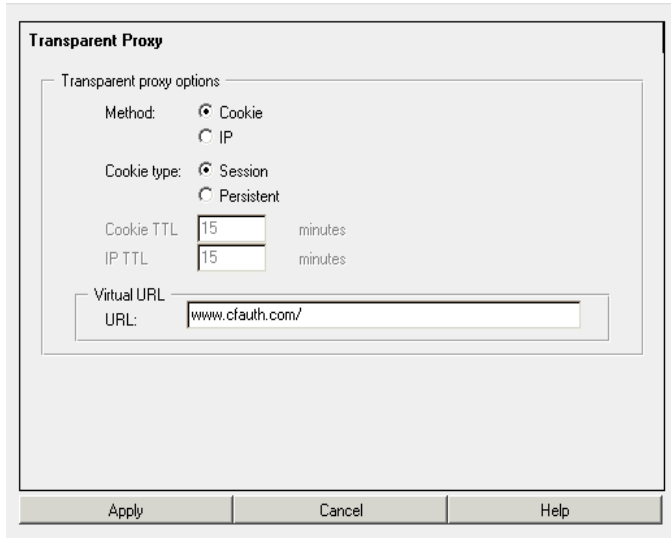 Transparent Proxy
Transparent proxy options
Method: Cookie
IP
Cookie type: Session
Persistent
Cookie TTL 15 minutes
IP TTL 15 minutes
Virtual URL
URL: www.cfauth.com/
Apply Cancel Help